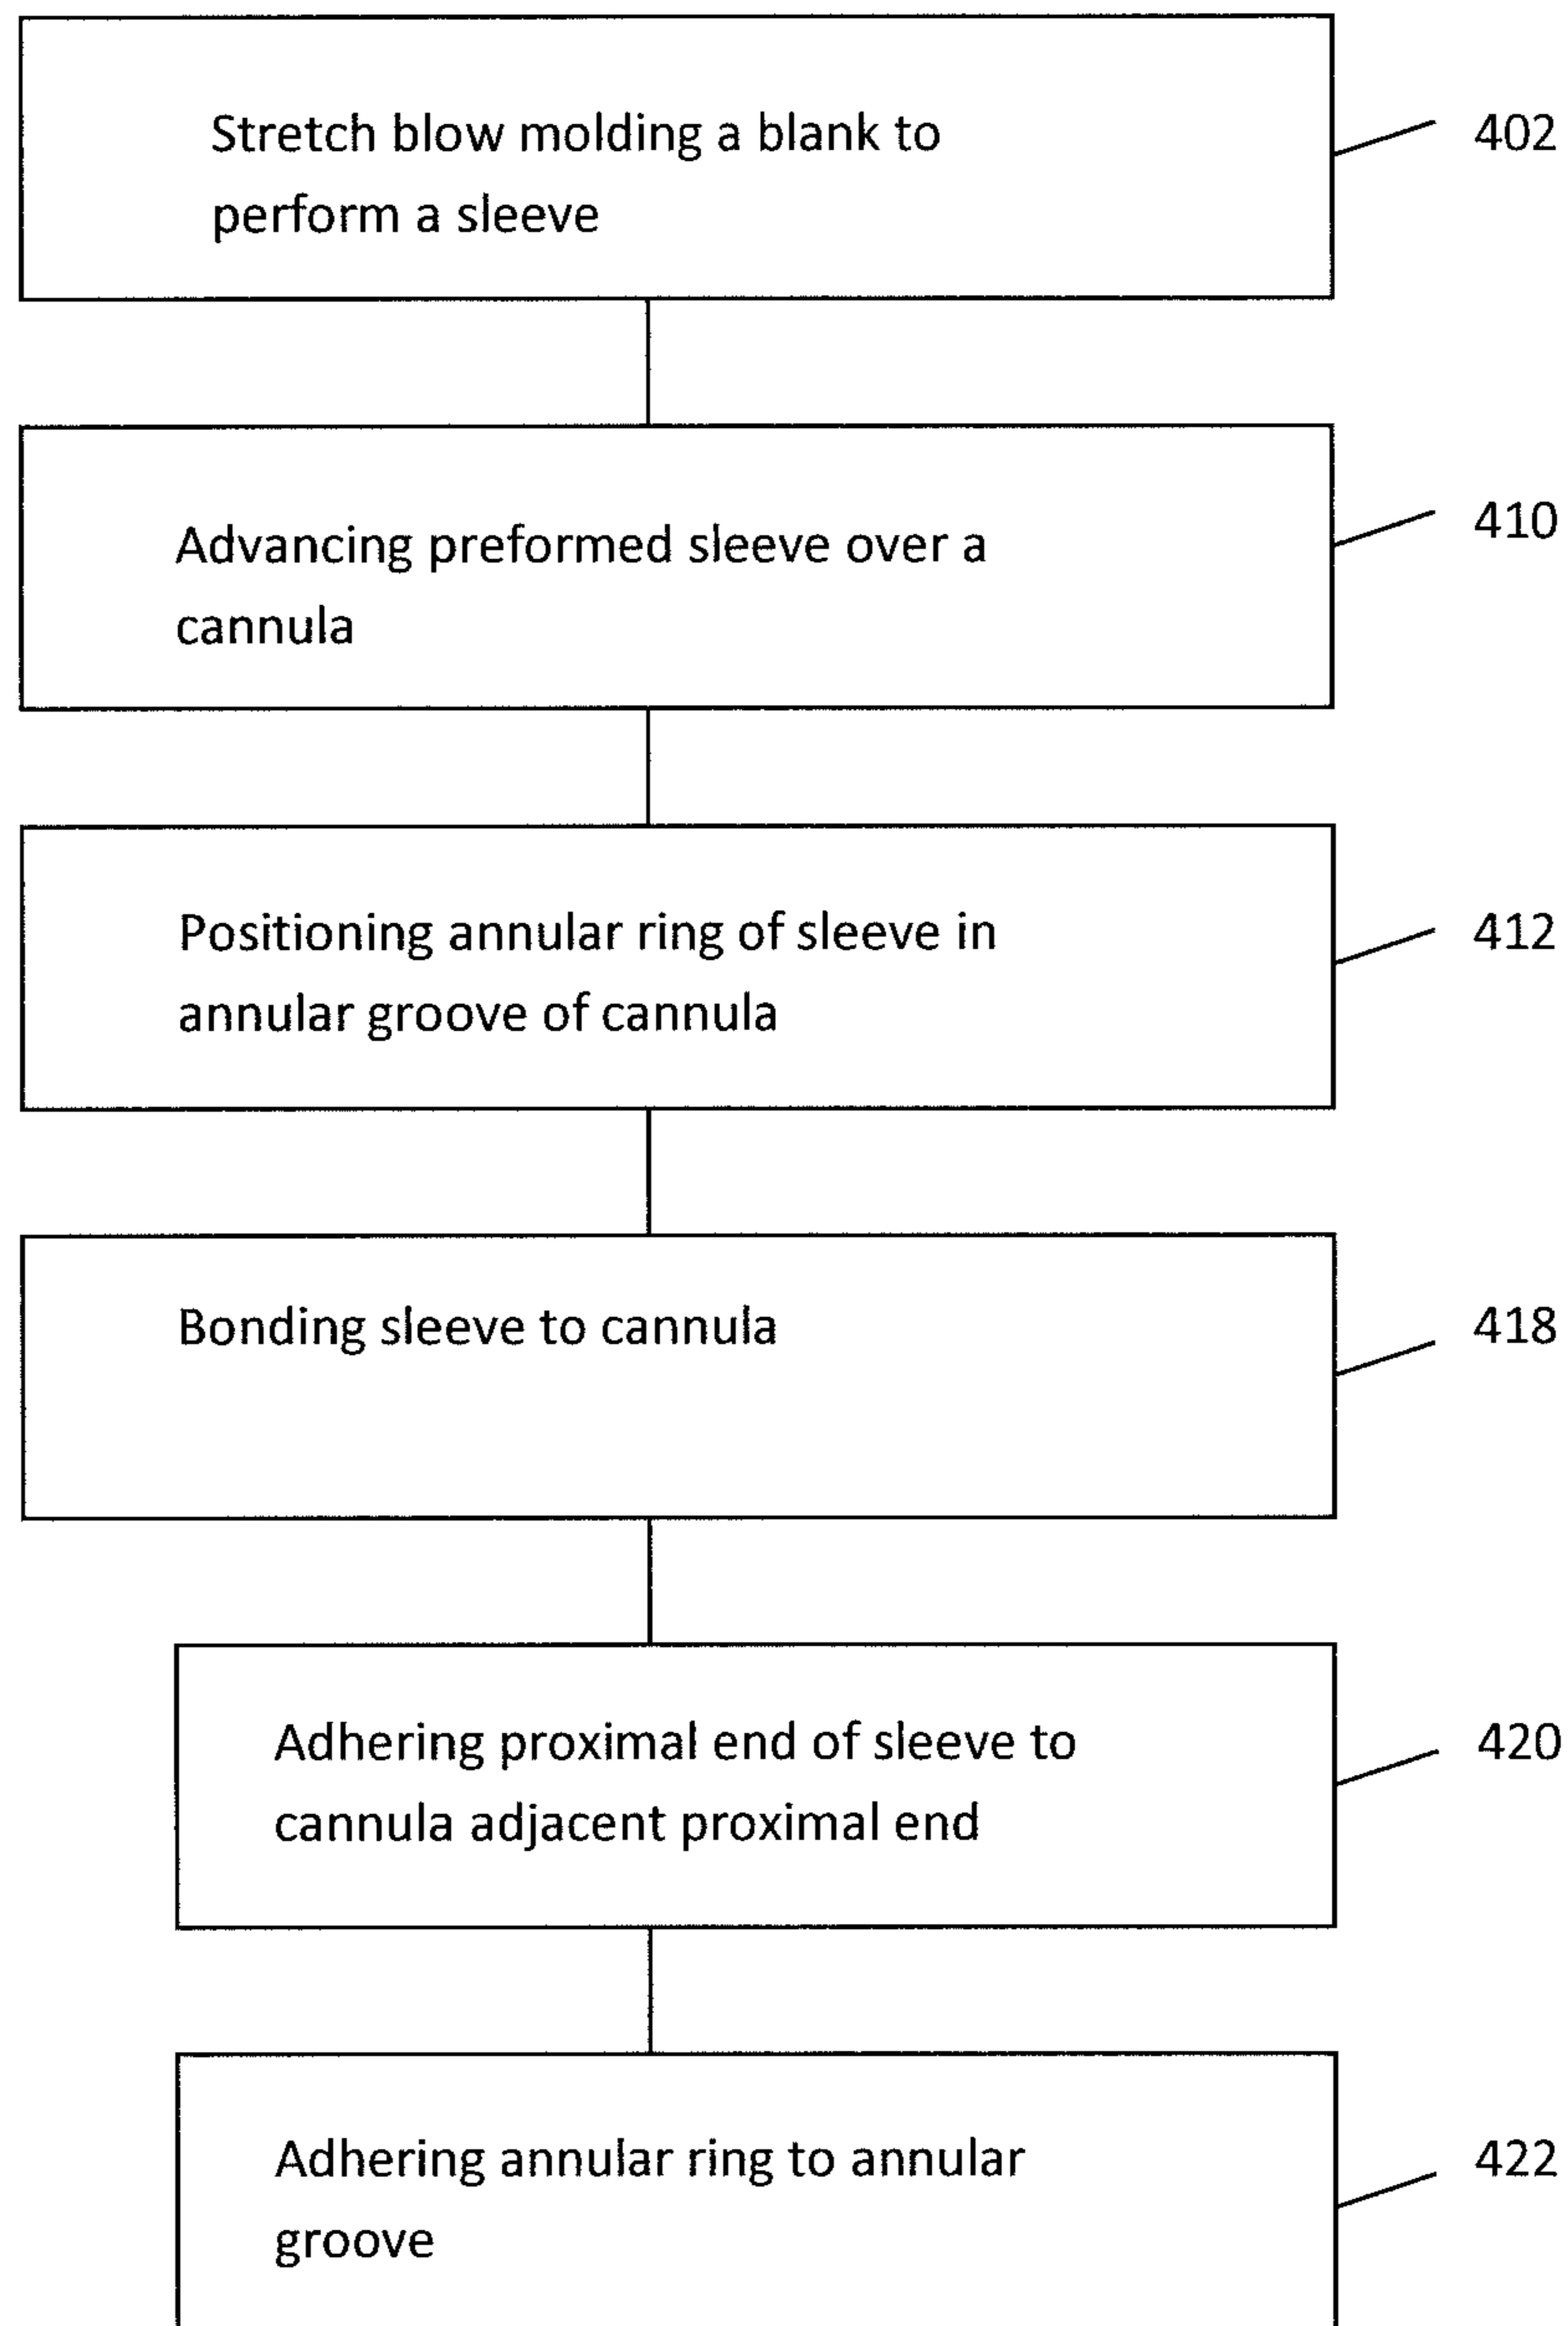 Stretch blow molding a blank to
perform a sleeve
402
Advancing preformed sleeve over a
cannula
410
Positioning annular ring of sleeve in
annular groove of cannula
412
Bonding sleeve to cannula
418
Adhering proximal end of sleeve to
cannula adjacent proximal end
420
Adhering annular ring to annular
groove
422